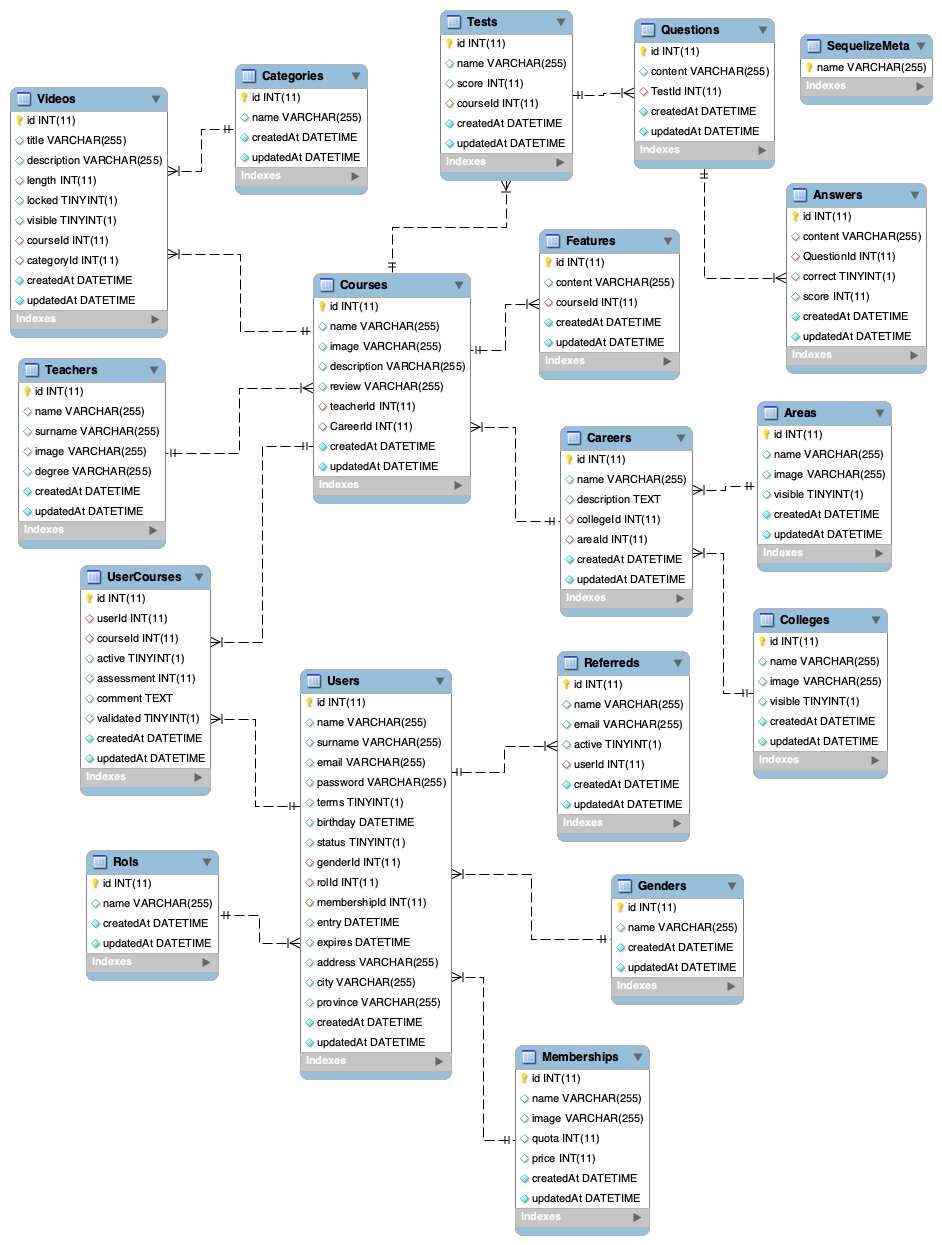 Tests
id INT(11)
name VARCHAR(255)
score INT(11)
courseId INT(11)
createdAt DATETIME
updatedAt DATETIME
Indexes
Questions
id INT(11)
content VARCHAR(255)
TestId INT(11)
createdAt DATETIME
updatedAt DATETIME
Indexes
SequelizeMeta
name VARCHAR(255)
Indexes
Categories
id INT(11)
name VARCHAR(255)
createdAt DATETIME
updatedAt DATETIME
Indexes
Videos
id INT(11)
title VARCHAR(255)
description VARCHAR(255)
length INT(11)
locked TINYINT(1)
visible TINYINT(1)
courseId INT(11)
categoryId INT(11)
createdAt DATETIME
updatedAt DATETIME
Indexes
Answers
id INT(11)
content VARCHAR(255)
QuestionId INT(11)
correct TINYINT(1)
score INT(11)
createdAt DATETIME
updatedAt DATETIME
Indexes
Features
id INT(11)
content VARCHAR(255)
courseId INT(11)
createdAt DATETIME
updatedAt DATETIME
Indexes
Courses
id INT(11)
name VARCHAR(255)
image VARCHAR(255)
description VARCHAR(255)
review VARCHAR(255)
teacherId INT(11)
CareerId INT(11)
createdAt DATETIME
updatedAt DATETIME
Indexes
Teachers
id INT(11)
name VARCHAR(255)
surname VARCHAR(255)
image VARCHAR(255)
degree VARCHAR(255)
createdAt DATETIME
updatedAt DATETIME
Indexes
Areas
id INT(11)
name VARCHAR(255)
image VARCHAR(255)
visible TINYINT(1)
createdAt DATETIME
updatedAt DATETIME
Indexes
Careers
id INT(11)
name VARCHAR(255)
description TEXT
collegeId INT(11)
areaId INT(11)
createdAt DATETIME
updatedAt DATETIME
Indexes
UserCourses
id INT(11)
userId INT(11)
courseId INT(11)
active TINYINT(1)
assessment INT(11)
comment TEXT
validated TINYINT(1)
createdAt DATETIME
updatedAt DATETIME
Indexes
Colleges
id INT(11)
name VARCHAR(255)
image VARCHAR(255)
visible TINYINT(1)
createdAt DATETIME
updatedAt DATETIME
Indexes
Referreds
id INT(11)
name VARCHAR(255)
email VARCHAR(255)
active TINYINT(1)
userId INT(11)
createdAt DATETIME
updatedAt DATETIME
Indexes
Users
id INT(11)
name VARCHAR(255)
surname VARCHAR(255)
email VARCHAR(255)
password VARCHAR(255)
terms TINYINT(1)
birthday DATETIME
status TINYINT(1)
genderId INT(11)
rolId INT(11)
membershipId INT(11)
entry DATETIME
expires DATETIME
address VARCHAR(255)
city VARCHAR(255)
province VARCHAR(255)
createdAt DATETIME
updatedAt DATETIME
Indexes
Rols
id INT(11)
name VARCHAR(255)
createdAt DATETIME
updatedAt DATETIME
Indexes
Genders
id INT(11)
name VARCHAR(255)
createdAt DATETIME
updatedAt DATETIME
Indexes
Memberships
id INT(11)
name VARCHAR(255)
image VARCHAR(255)
quota INT(11)
price INT(11)
createdAt DATETIME
updatedAt DATETIME
Indexes